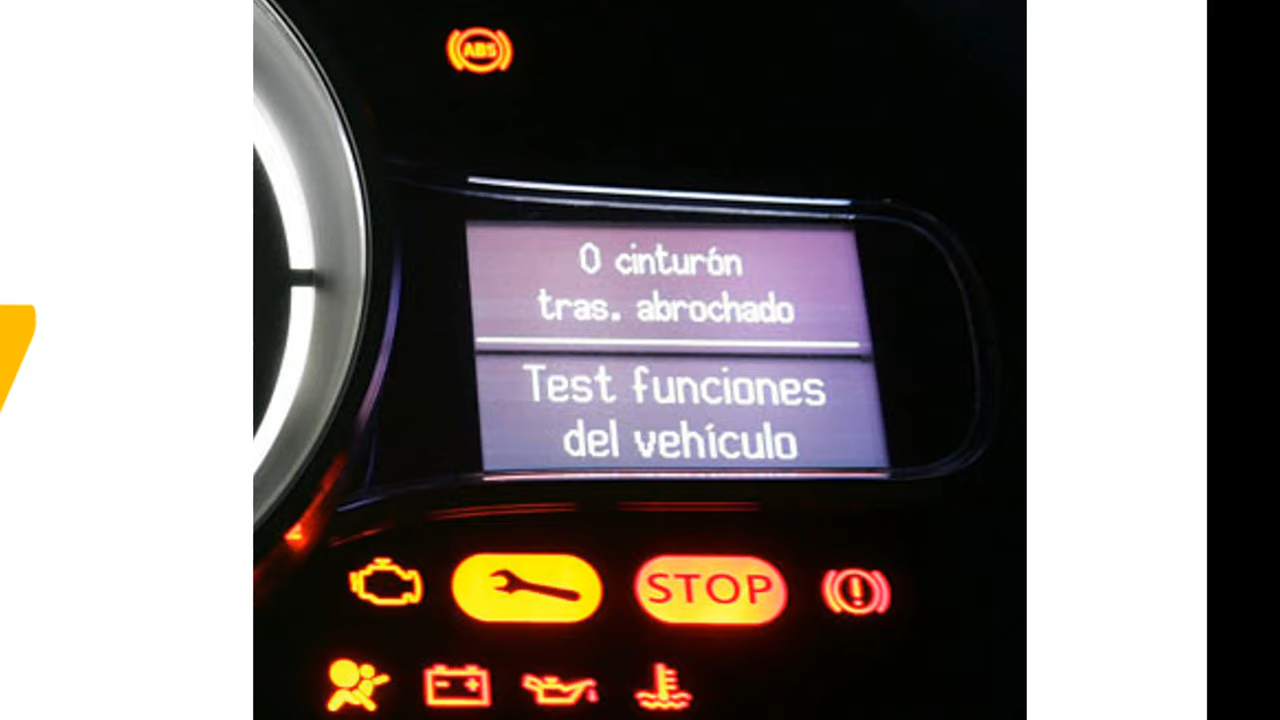 ABS
0 cinturón
tras. abrochado
Test funciones
del vehículo
STOP